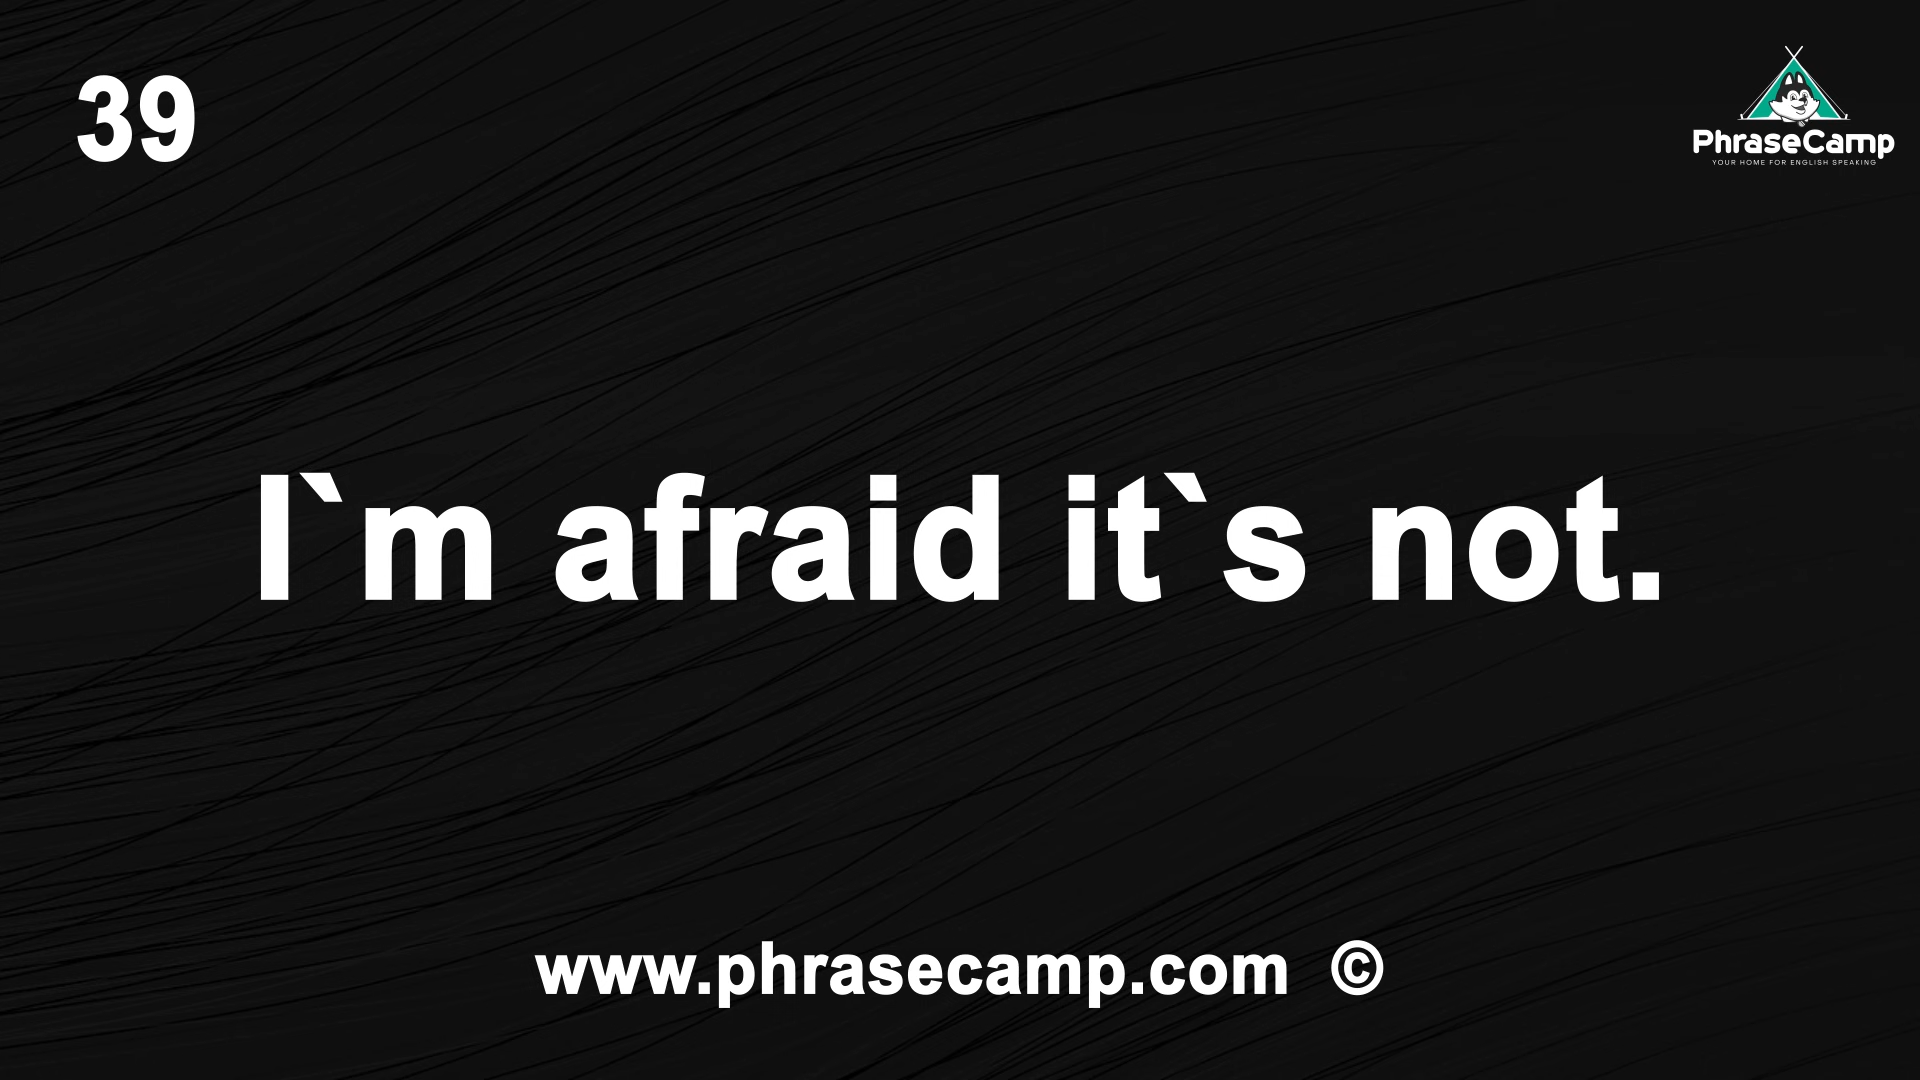 39
PhraseCamp
YOUR HOME FOR ENGLISH SPEAKING
I`m afraid it`s not.
www.phrasecamp.com ©